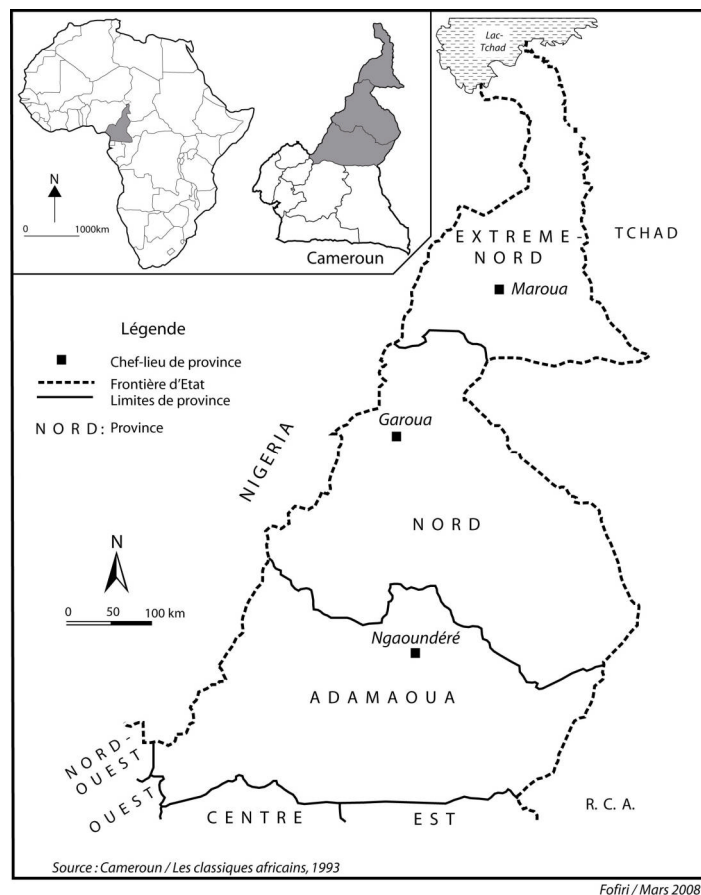 Lac-
Tchad
N
0 1000km
Cameroun
EXTREME-
NORD
TCHAD
Maroua
Légende
Chef-lieu de province
Frontière d'Etat
Limites de province
NORD: Province
Garoua
NIGERIA
NORD
N
0 50 100 km
Ngaoundéré
ADAMAOUA
NORD-
OUEST
OUEST
CENTRE
EST
R.C.A.
Source : Cameroun / Les classiques africains, 1993
Fofiri / Mars 2008